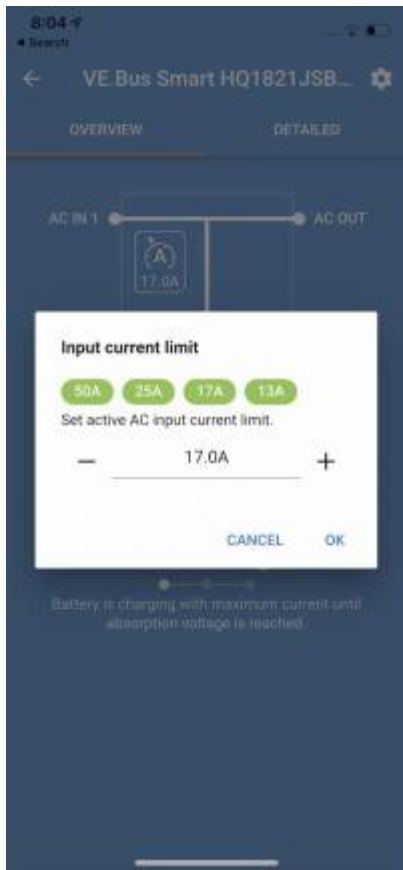 8:04
Search
VE.Bus Smart HQ1821JSB...
OVERVIEW DETAILED
AC IN 1 AC OUT
A
17.0A
Input current limit
50A 25A 17A 13A
Set active AC input current limit.
− 17.0A +
CANCEL OK
Battery is charging with maximum current until
absorption voltage is reached